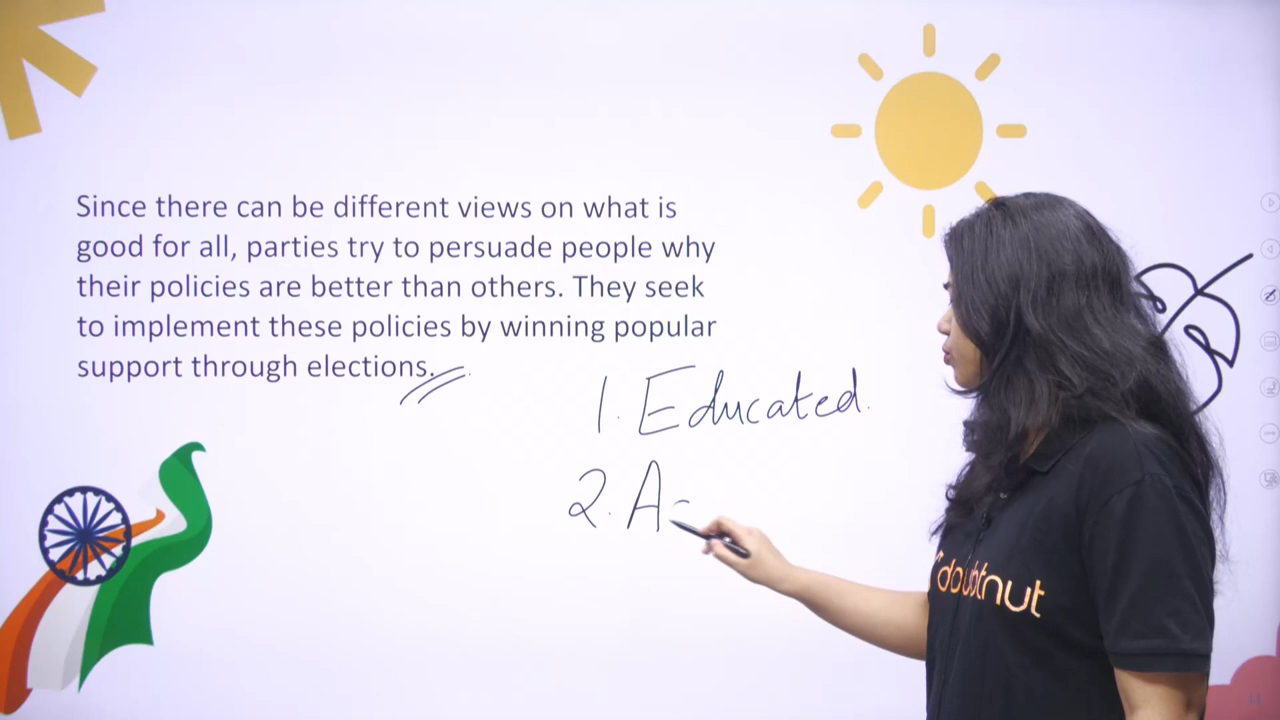 Since there can be different views on what is
good for all, parties try to persuade people why
their policies are better than others. They seek
to implement these policies by winning popular
support through elections.
1. Educated.
2. A
doubtnut
11